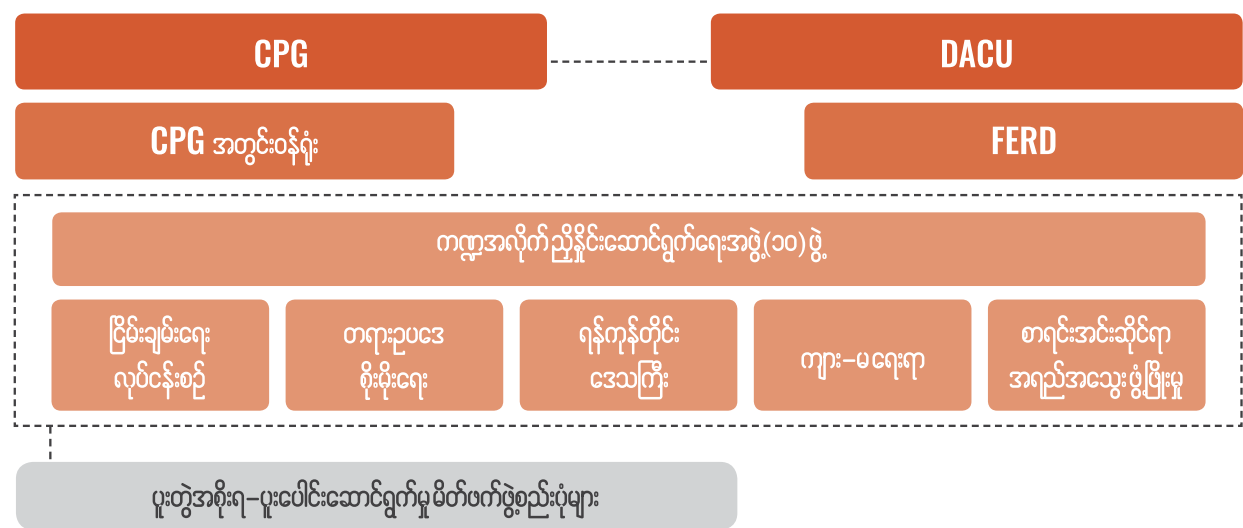 CPG
DACU
CPG အတွင်းဝန်ရုံး
FERD
ကဏ္ဍအလိုက် ညှိနှိုင်းဆောင်ရွက်ရေးအဖွဲ့(၁၀)ဖွဲ့
ငြိမ်းချမ်းရေး
လုပ်ငန်းစဉ်
တရားဥပဒေ
စိုးမိုးရေး
ရန်ကုန်တိုင်း
ဒေသကြီး
ကျား–မရေးရာ
စာရင်းအင်းဆိုင်ရာ
အရည်အသွေးဖွံ့ဖြိုးမှု
ပူးတွဲအစိုးရ–ပူးပေါင်းဆောင်ရွက်မှုမိတ်ဖက်ဖွဲ့စည်းပုံများ